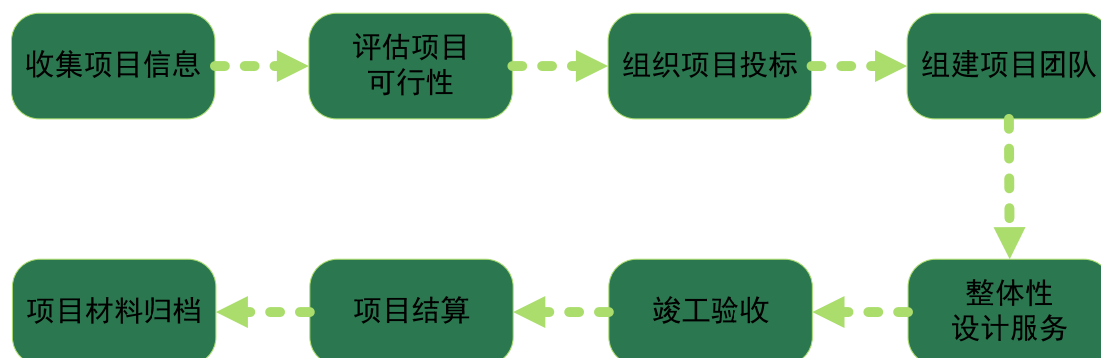 收集项目信息
评估项目
可行性
组织项目投标
组建项目团队
整体性
设计服务
竣工验收
项目结算
项目材料归档